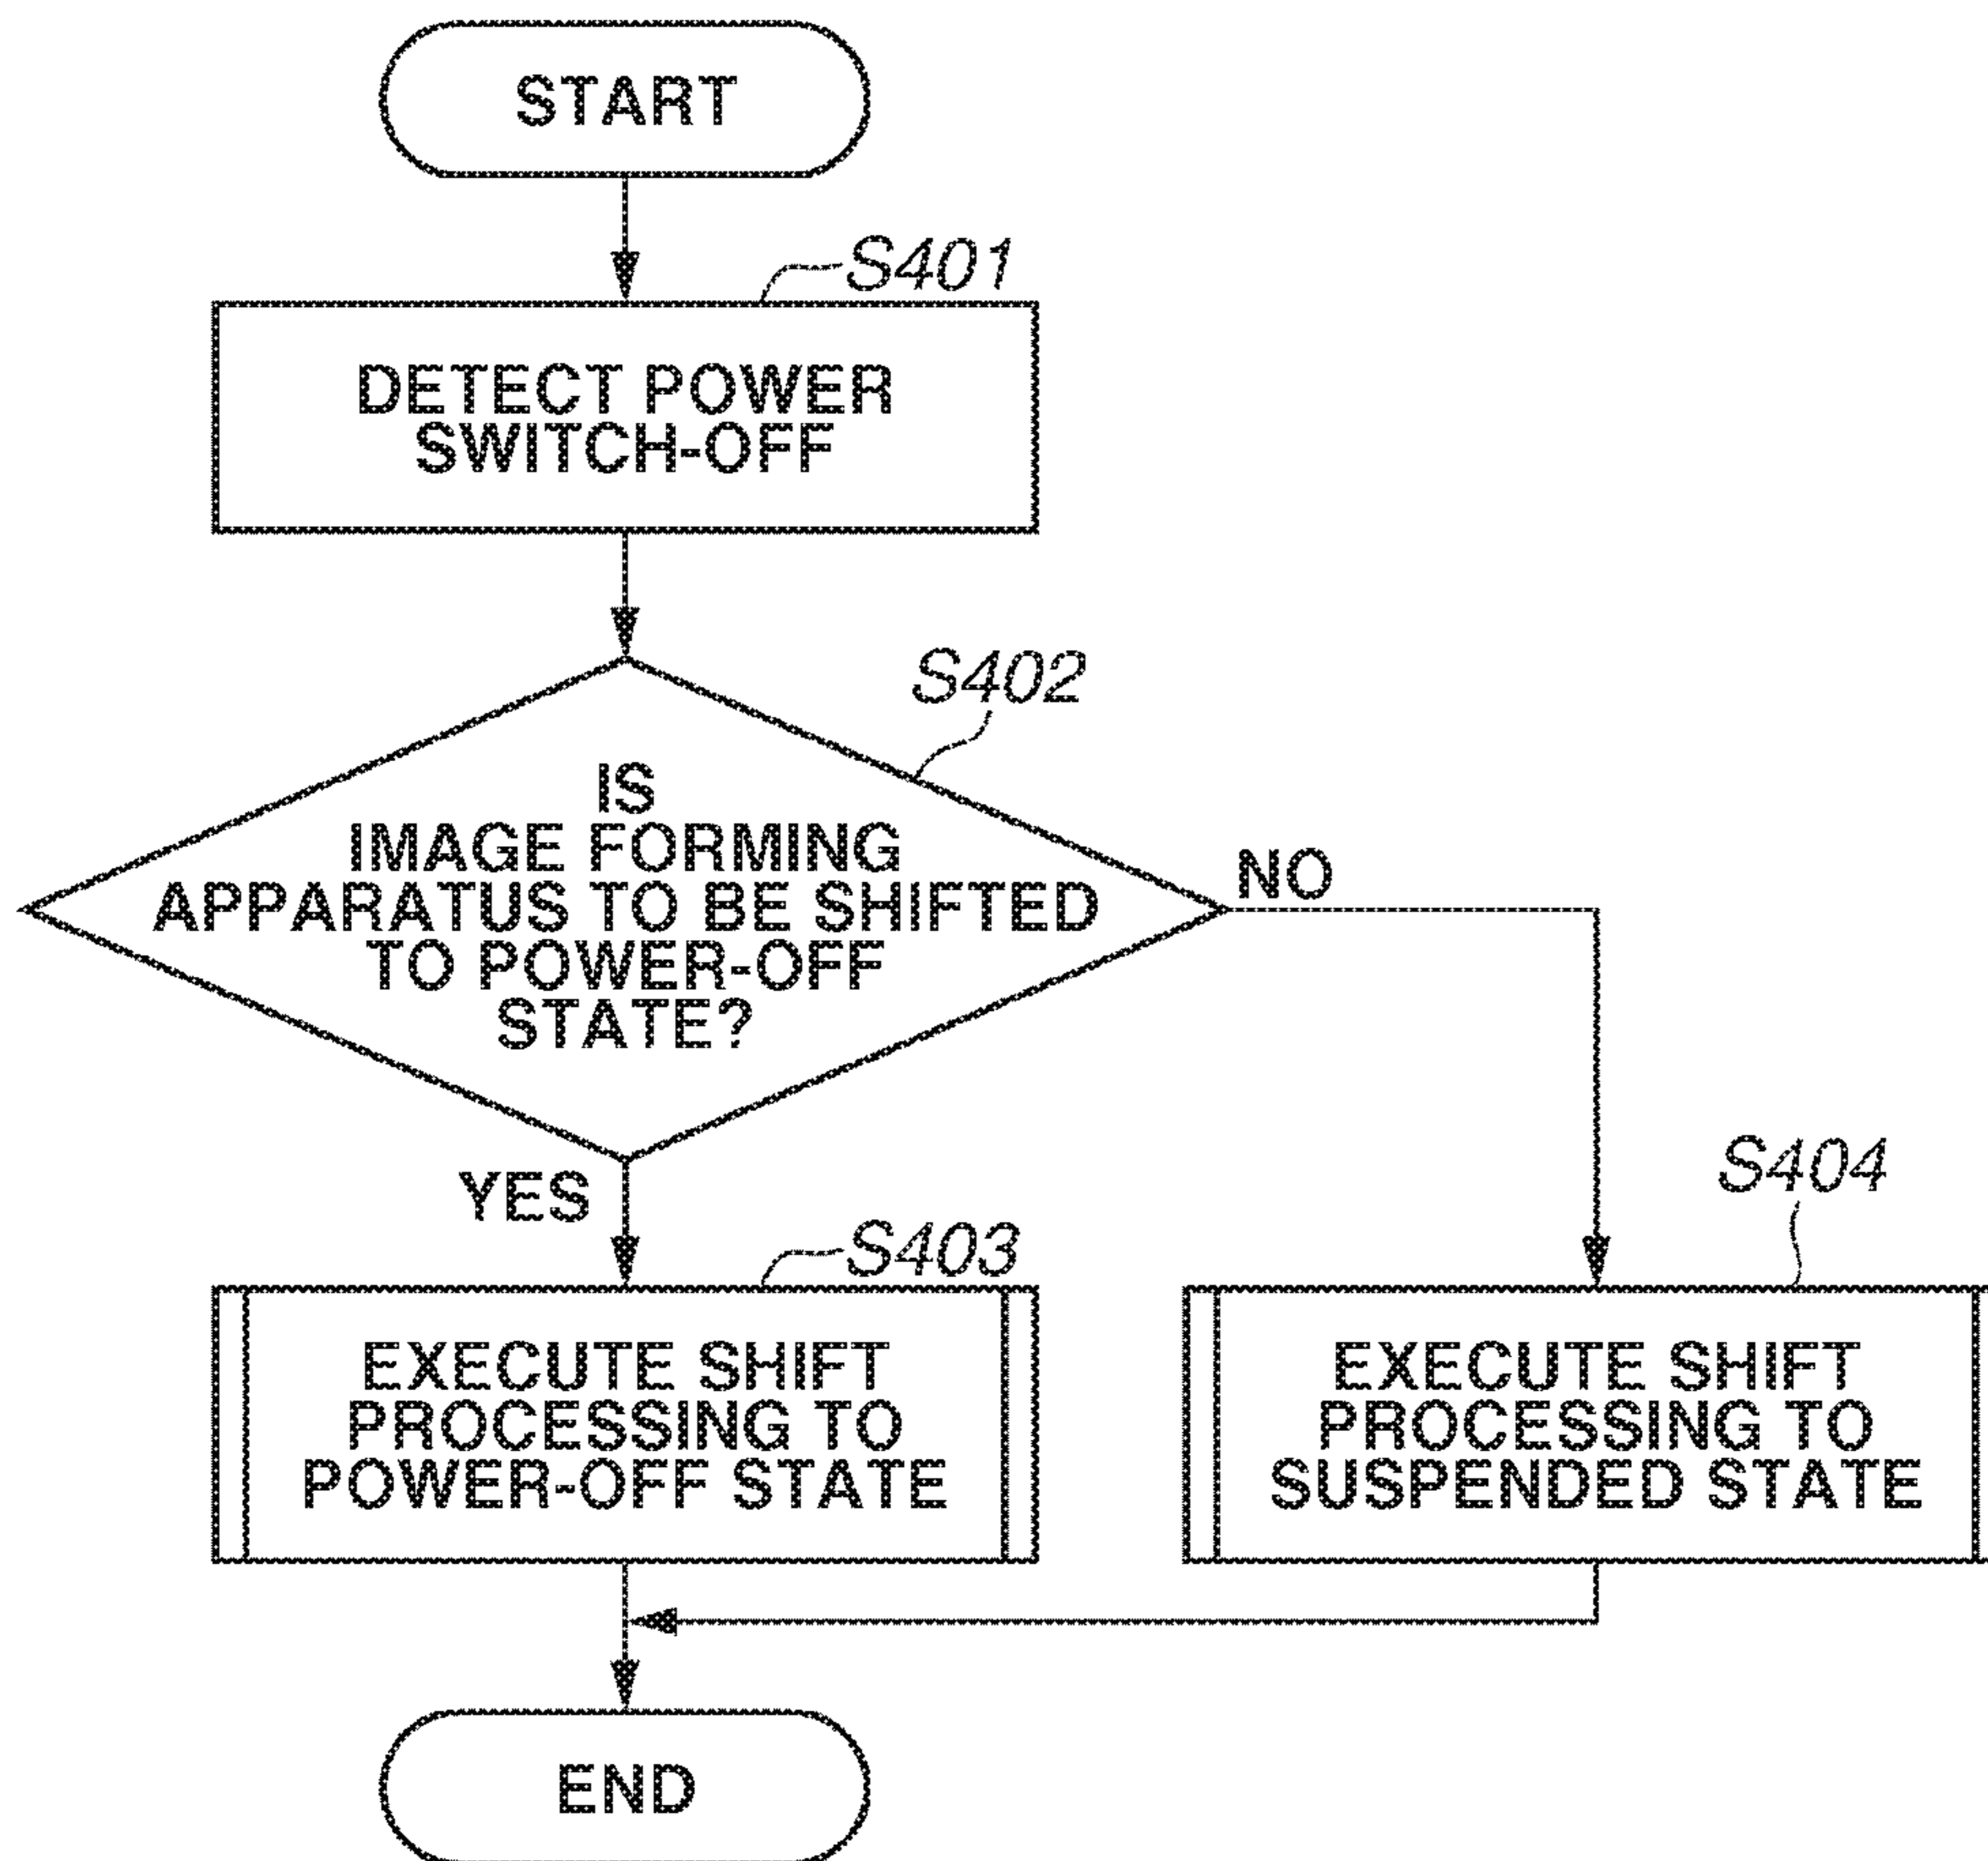 START
S401
DETECT POWER
SWITCH-OFF
S402
IS
IMAGE FORMING
APPARATUS TO BE SHIFTED
TO POWER-OFF
STATE?
NO
YES
S403
EXECUTE SHIFT
PROCESSING TO
POWER-OFF STATE
S404
EXECUTE SHIFT
PROCESSING TO
SUSPENDED STATE
END